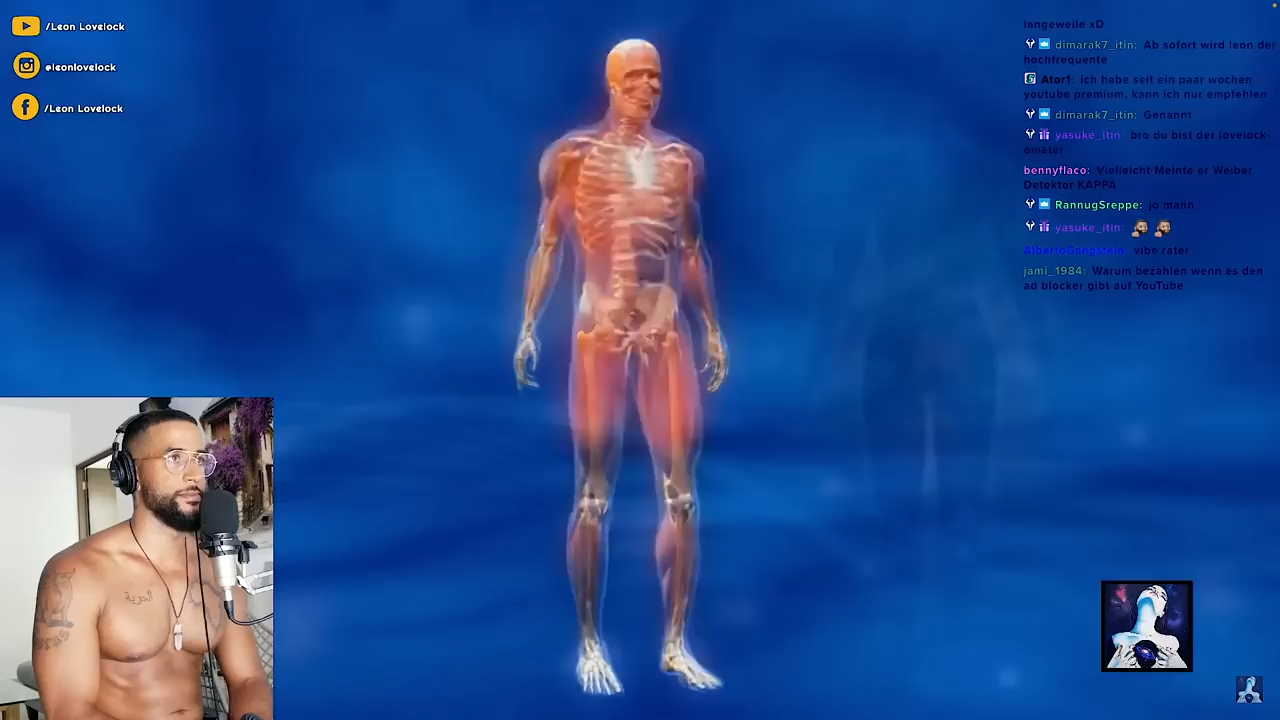 /Leon Lovelock
@leonlovelock
/Leon Lovelock
langeweile xD
dimarak7_itin: Ab sofort wird leon der
hochfrequente
Ator1: ich habe seit ein paar wochen
youtube premium, kann ich nur empfehlen
dimarak7_itin: Genannt
yasuke_itin: bro du bist der lovelock-
ometer
bennyflaco: Vielleicht Meinte er Weiber
Detektor KAPPA
RannugSreppe: jo mann
yasuke_itin:
AlbertoGangstein: vibe rater
jami_1984: Warum bezahlen wenn es den
ad blocker gibt auf YouTube
الحرية